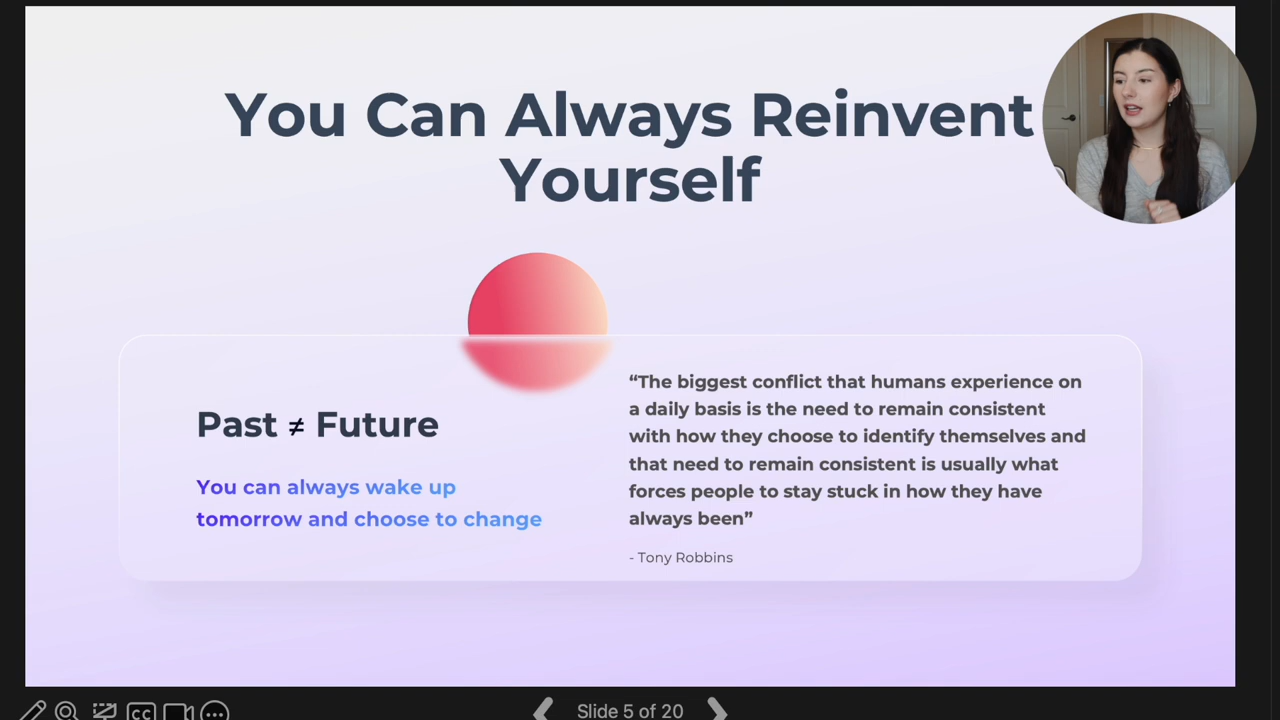 You Can Always Reinvent
Yourself
Past ≠ Future
You can always wake up
tomorrow and choose to change
“The biggest conflict that humans experience on
a daily basis is the need to remain consistent
with how they choose to identify themselves and
that need to remain consistent is usually what
forces people to stay stuck in how they have
always been”
- Tony Robbins
CC
Slide 5 of 20